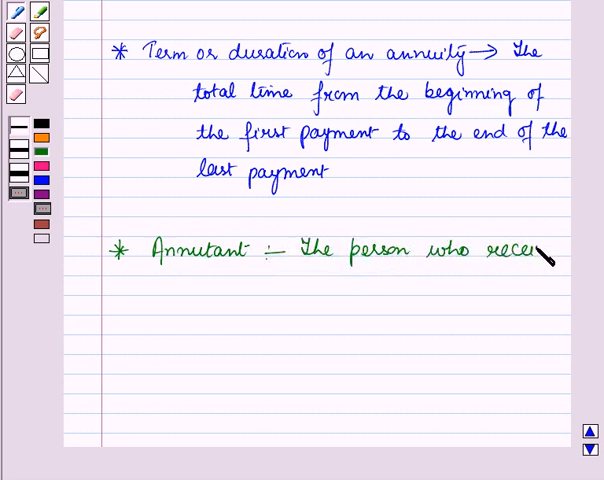 * Term or duration of an annuity → The
total time from the beginning of
the first payment to the end of the
last payment
* Annutant :- The person who recei